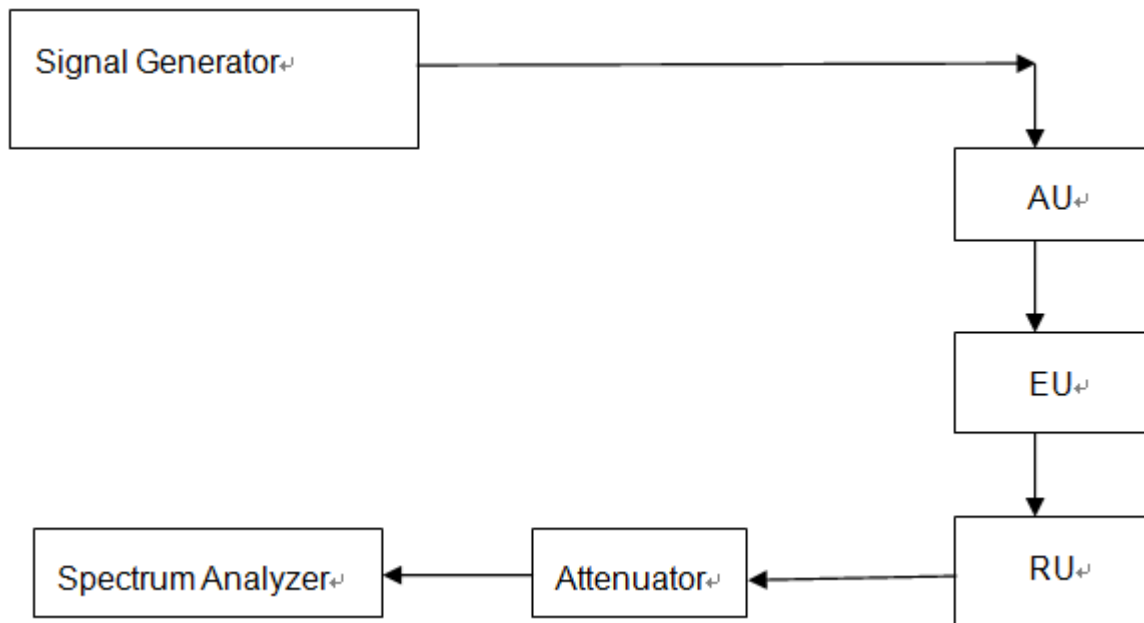 Signal Generator
AU
EU
RU
Attenuator
Spectrum Analyzer